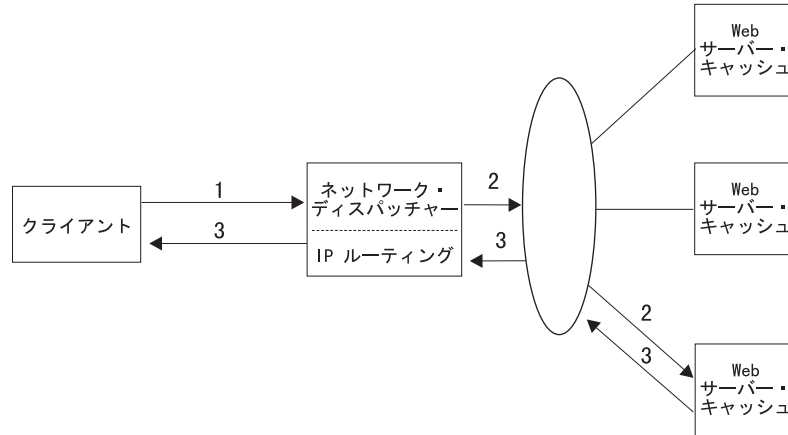 Web
サーバー・
キャッシュ
1
ネットワーク・
ディスパッチャー
2
Web
サーバー・
キャッシュ
クライアント
3
IP ルーティング
3
2
3
Web
サーバー・
キャッシュ